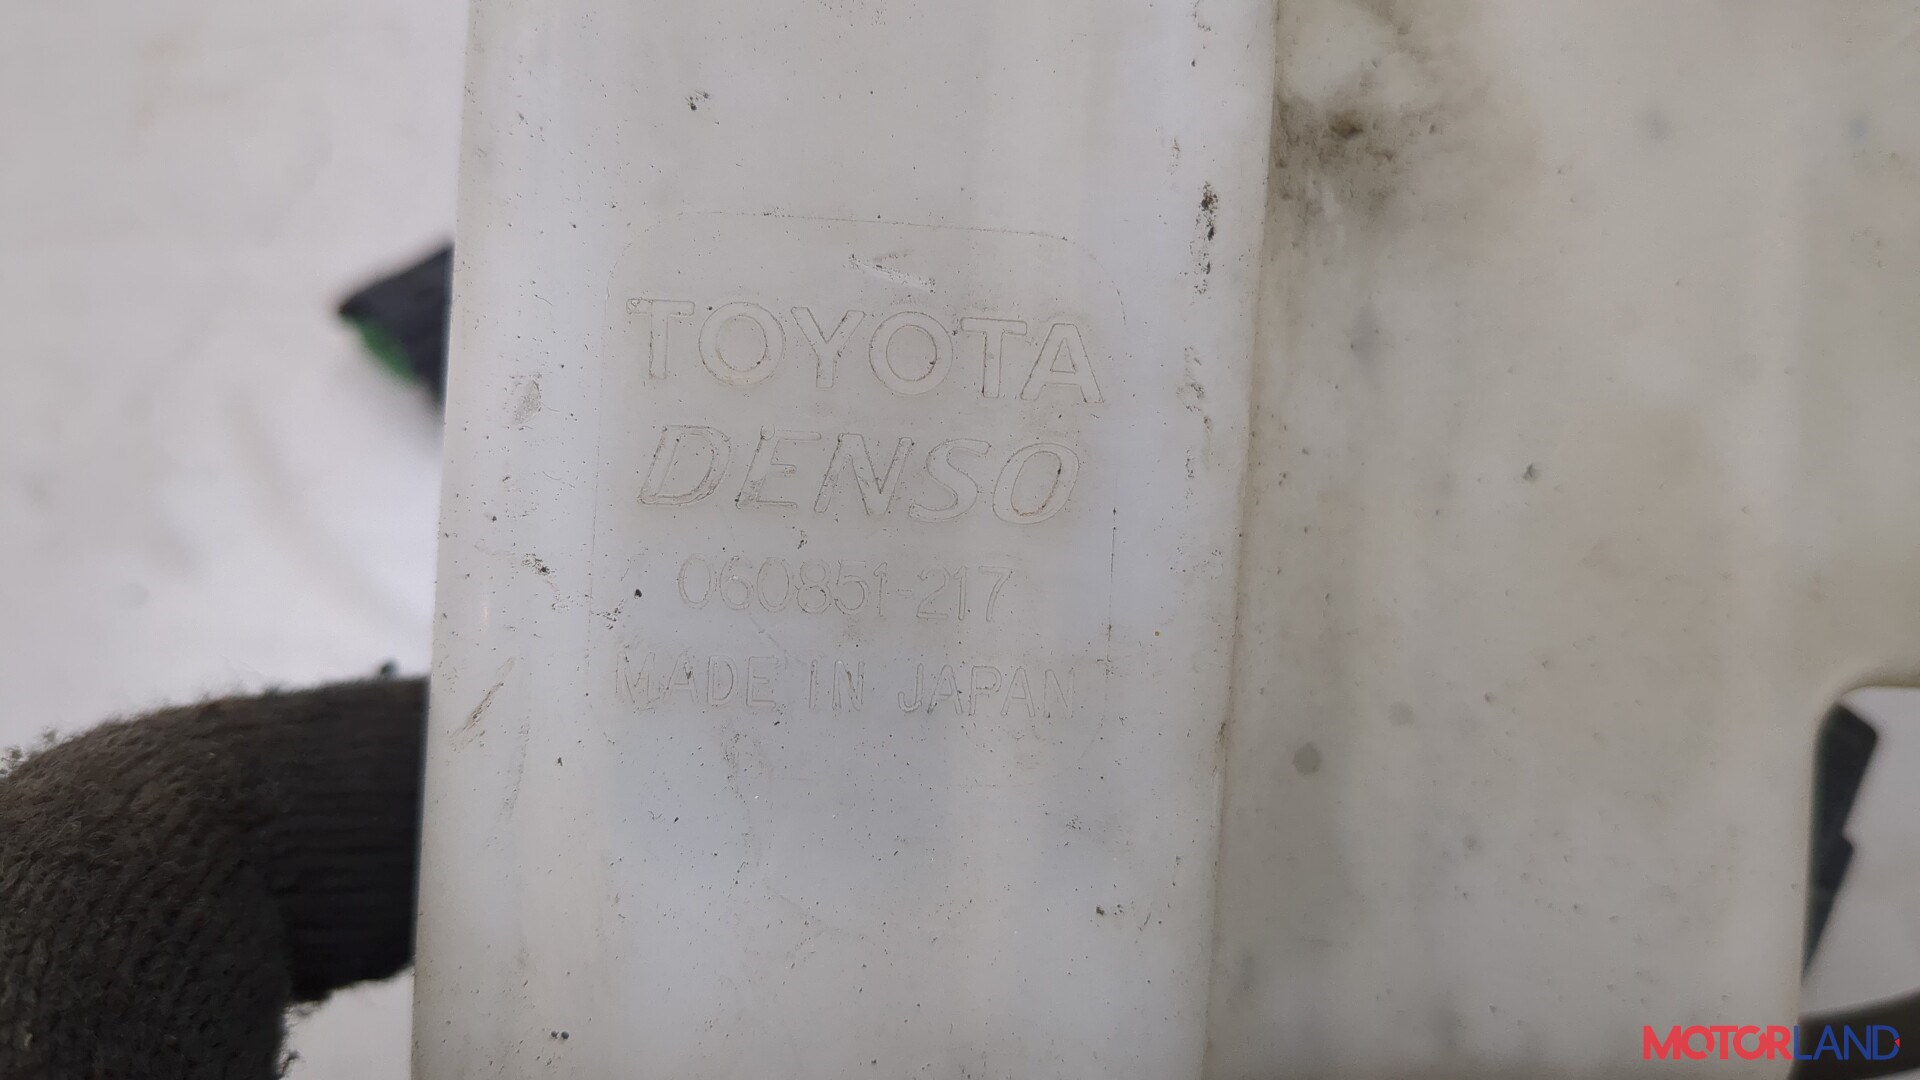 TOYOTA
DENSO
060851-217
MADE IN JAPAN
MOTORLAND